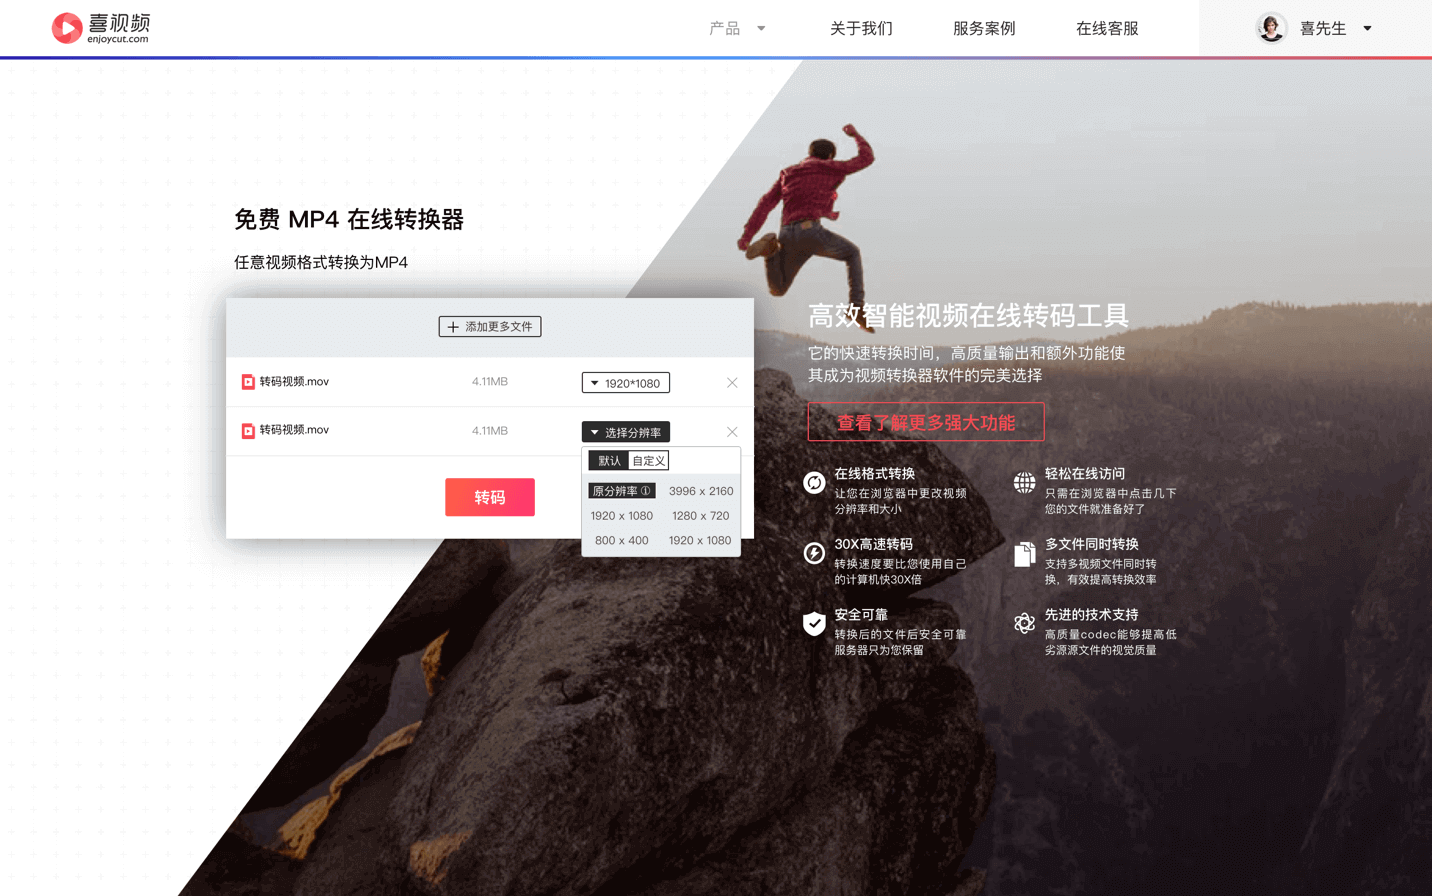 喜视频
enjoycut.com
产品
关于我们
服务案例
在线客服
喜先生
免费 MP4 在线转换器
任意视频格式转换为MP4
添加更多文件
转码视频.mov 4.11MB 1920*1080
转码视频.mov 4.11MB 选择分辨率
默认 自定义
原分辨率 ① 3996 x 2160
1920 x 1080 1280 x 720
800 x 400 1920 x 1080
转码
高效智能视频在线转码工具
它的快速转换时间，高质量输出和额外功能使
其成为视频转换器软件的完美选择
查看了解更多强大功能
在线格式转换
让您在浏览器中更改视频
分辨率和大小
轻松在线访问
只需在浏览器中点击几下
您的文件就准备好了
30X高速转码
转换速度要比您使用自己
的计算机快30X倍
多文件同时转换
支持多视频文件同时转
换，有效提高转换效率
安全可靠
转换后的文件后安全可靠
服务器只为您保留
先进的技术支持
高质量codec能够提高低
劣源源文件的视觉质量